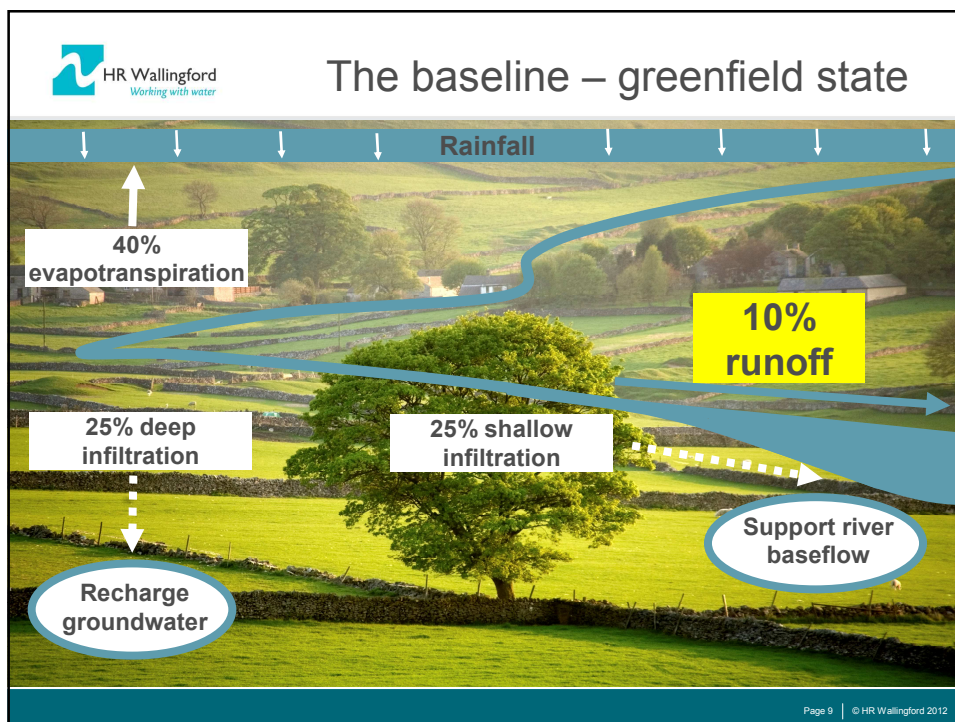 HR Wallingford
Working with water
The baseline – greenfield state
Rainfall
40%
evapotranspiration
10%
runoff
25% deep
infiltration
25% shallow
infiltration
Support river
baseflow
Recharge
groundwater
Page 9 | © HR Wallingford 2012